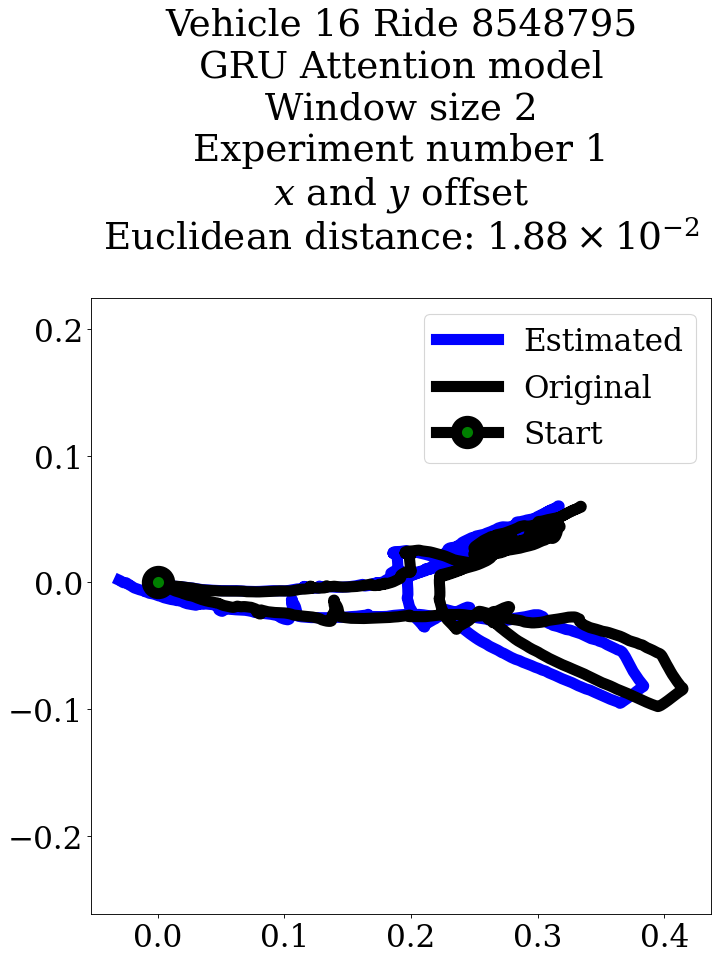 Vehicle 16 Ride 8548795
GRU Attention model
Window size 2
Experiment number 1
x and y offset
Euclidean distance: 1.88 × 10⁻²
Estimated
Original
Start
0.2
0.1
0.0
−0.1
−0.2
0.0 0.1 0.2 0.3 0.4